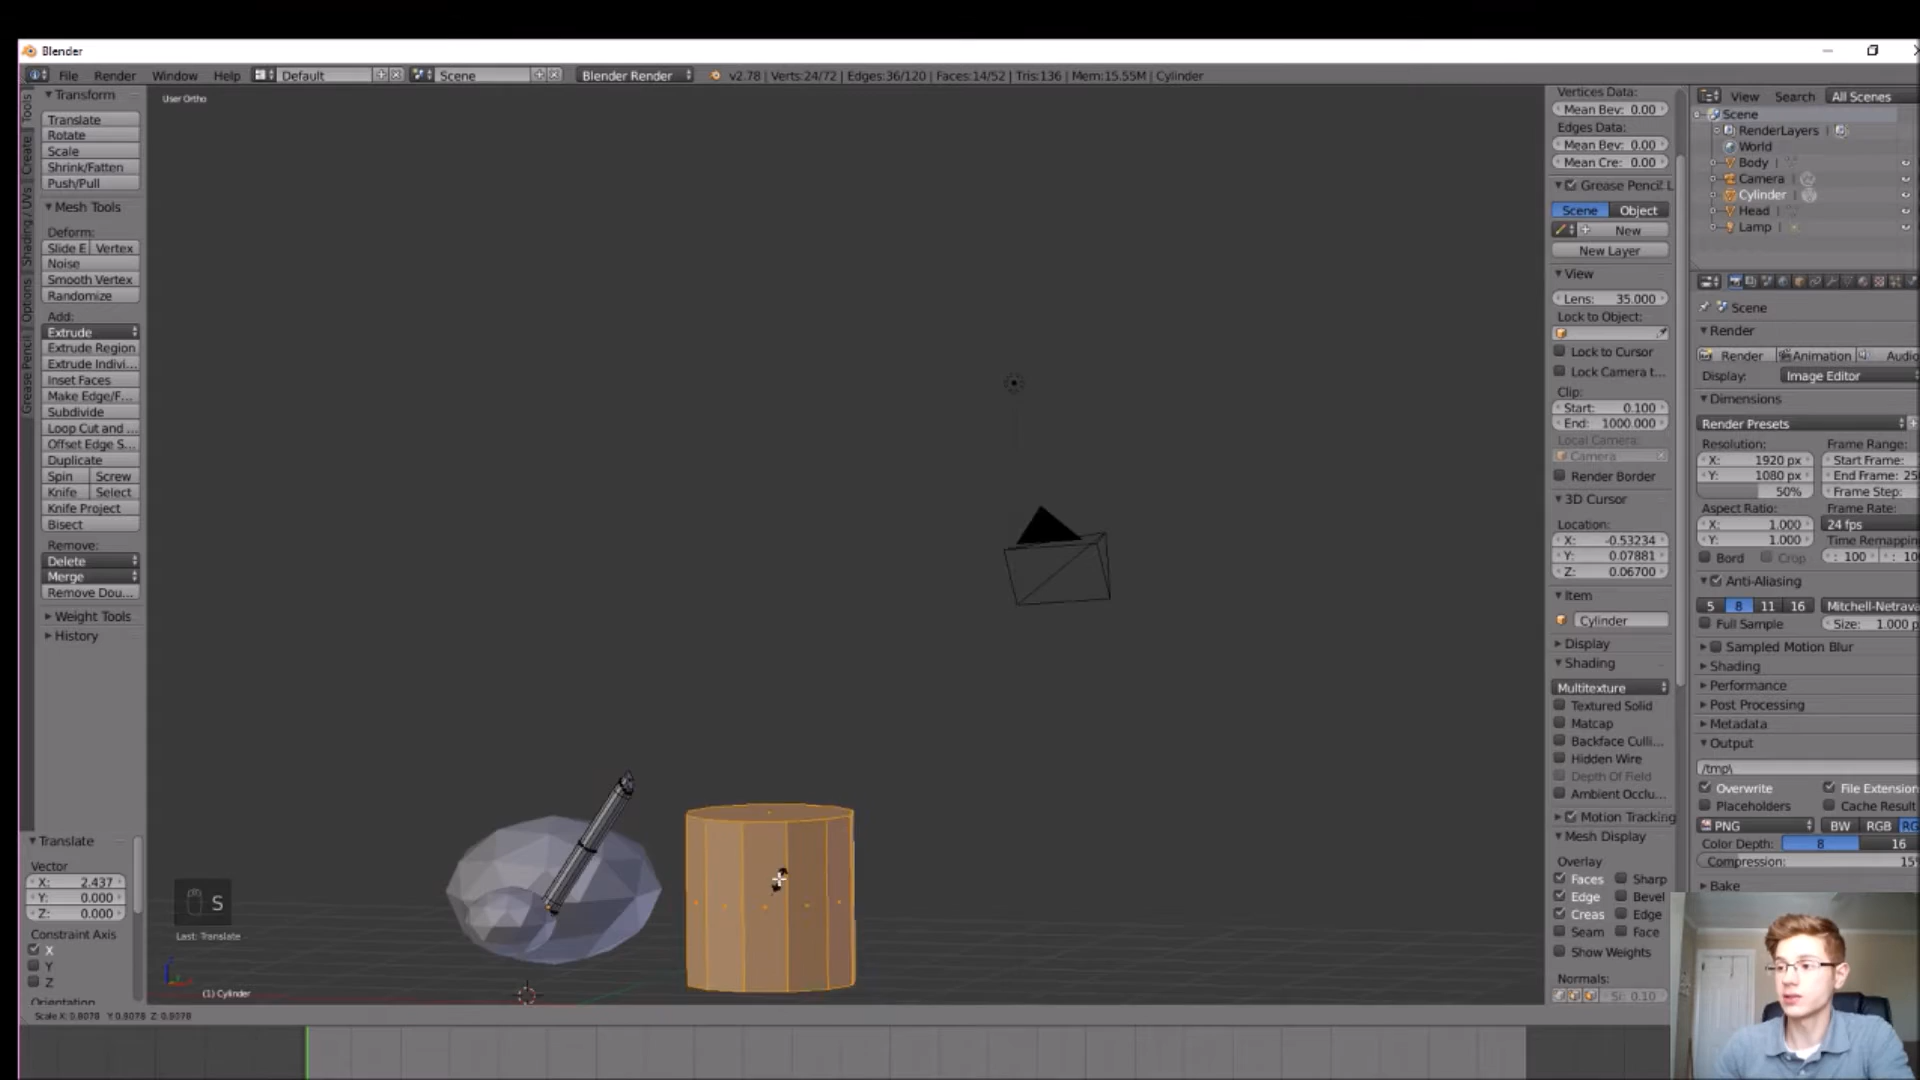 Blender
File Render Window Help Default Scene Blender Render v2.78 | Verts:24/72 | Edges:36/120 | Faces:14/52 | Tris:136 | Mem:15.55M | Cylinder
Tools
Create
Shading / UVs
Options
Grease Pencil
Transform
Translate
Rotate
Scale
Shrink/Fatten
Push/Pull
Mesh Tools
Deform:
Slide E Vertex
Noise
Smooth Vertex
Randomize
Add:
Extrude
Extrude Region
Extrude Indivi...
Inset Faces
Make Edge/F...
Subdivide
Loop Cut and ...
Offset Edge S...
Duplicate
Spin Screw
Knife Select
Knife Project
Bisect
Remove:
Delete
Merge
Remove Dou...
Weight Tools
History
Translate
Vector
X: 2.437
Y: 0.000
Z: 0.000
Constraint Axis
X
Y
Z
Orientation
User Ortho
S
Last: Translate
(1) Cylinder
Scale X: 0.8078 Y: 0.8078 Z: 0.8078
Vertices Data:
Mean Bev: 0.00
Edges Data:
Mean Bev: 0.00
Mean Cre: 0.00
Grease Pencil L
Scene Object
New
New Layer
View
Lens: 35.000
Lock to Object:
Lock to Cursor
Lock Camera t...
Clip:
Start: 0.100
End: 1000.000
Local Camera:
Camera
Render Border
3D Cursor
Location:
X: -0.53234
Y: 0.07881
Z: 0.06700
Item
Cylinder
Display
Shading
Multitexture
Textured Solid
Matcap
Backface Culli...
Hidden Wire
Depth Of Field
Ambient Occlu...
Motion Tracking
Mesh Display
Overlay
Faces Sharp
Edge Bevel
Creas Edge
Seam Face
Show Weights
Normals:
Si: 0.10
View Search All Scenes
Scene
RenderLayers |
World
Body |
Camera |
Cylinder |
Head |
Lamp |
Scene
Render
Render Animation Audio
Display: Image Editor
Dimensions
Render Presets
Resolution: Frame Range:
X: 1920 px Start Frame:
Y: 1080 px End Frame: 25
50% Frame Step:
Aspect Ratio: Frame Rate:
X: 1.000 24 fps
Y: 1.000 Time Remapping
Bord Crop : 100 : 10
Anti-Aliasing
5 8 11 16 Mitchell-Netrava
Full Sample Size: 1.000 p
Sampled Motion Blur
Shading
Performance
Post Processing
Metadata
Output
/tmp\
Overwrite File Extension
Placeholders Cache Result
PNG BW RGB RG
Color Depth: 8 16
Compression: 15
Bake